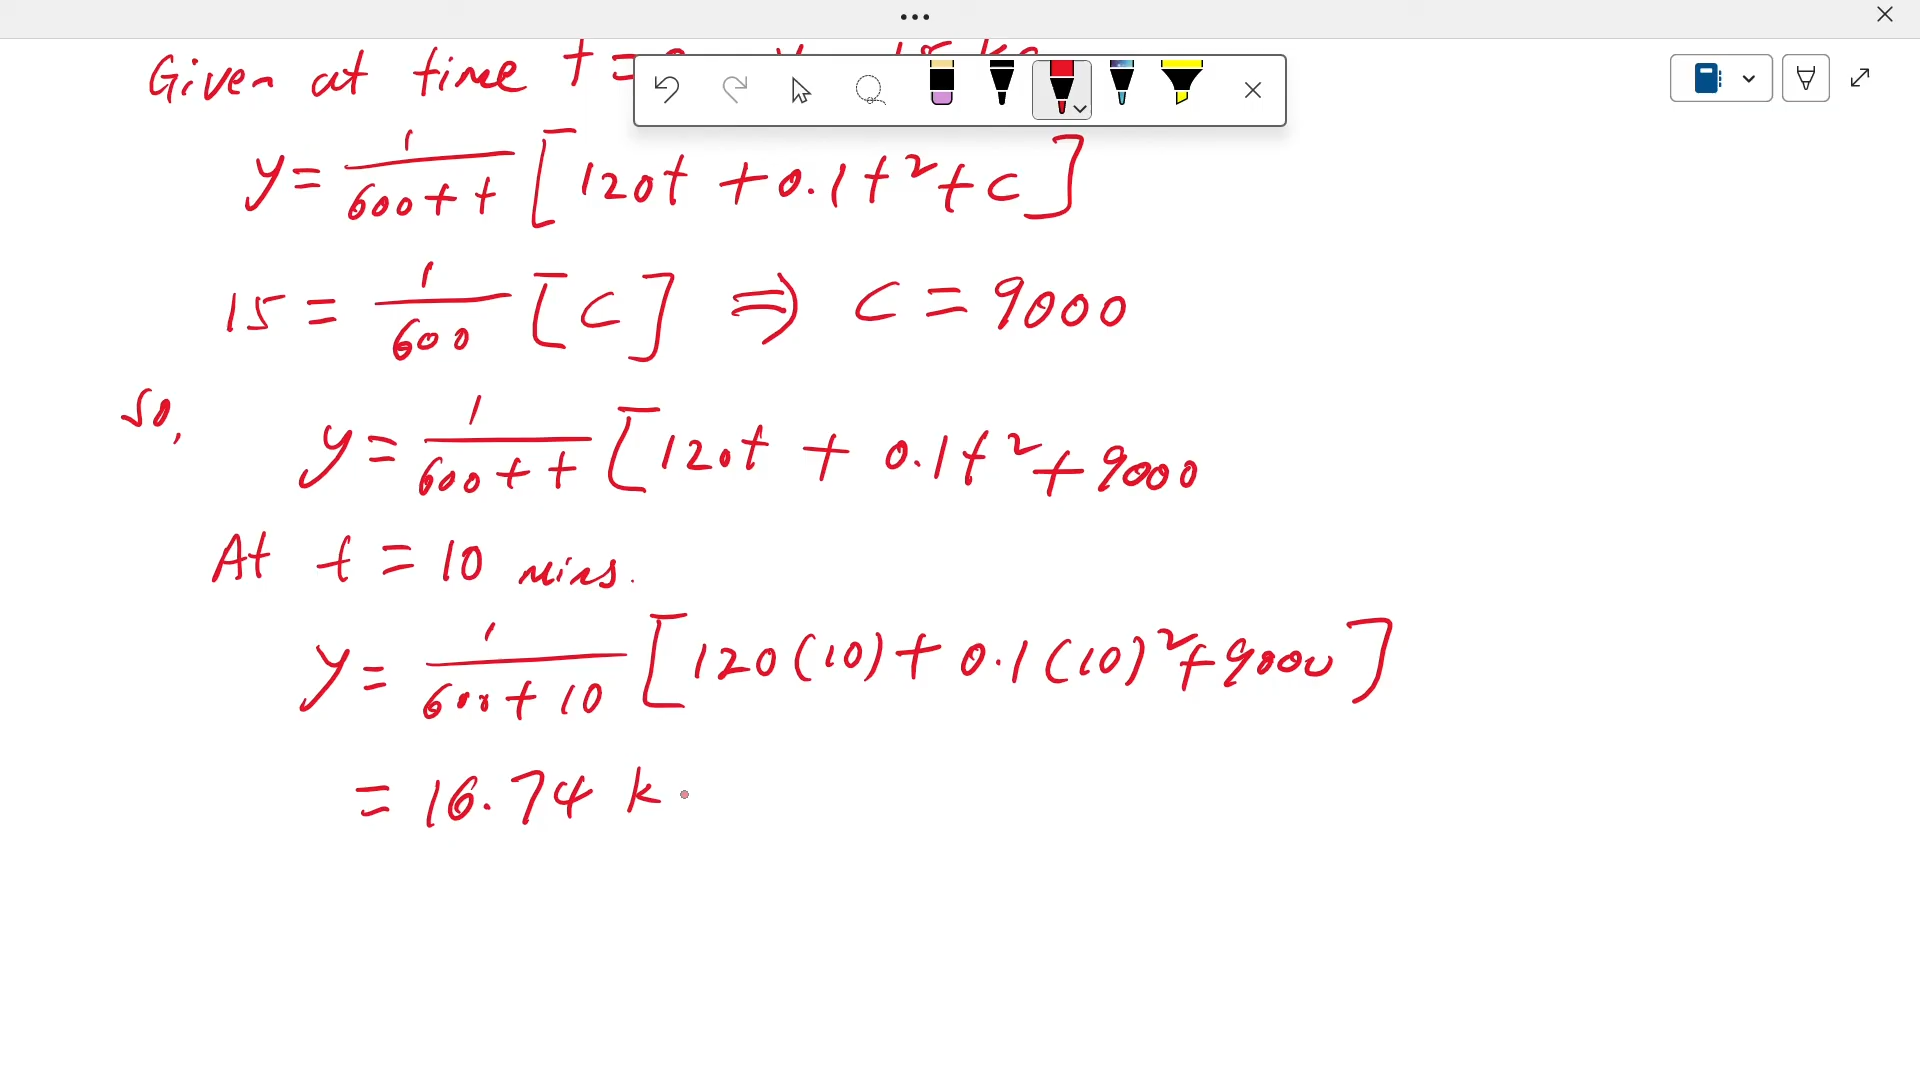 Given at time t=
y = 1/(600+t) [120t + 0.1t² + C]
15 = 1/600 [C] ⇒ C = 9000
So,
y = 1/(600+t) [120t + 0.1t² + 9000
At t = 10 mins.
y = 1/(600+10) [120(10) + 0.1(10)² + 9000]
= 16.74 k